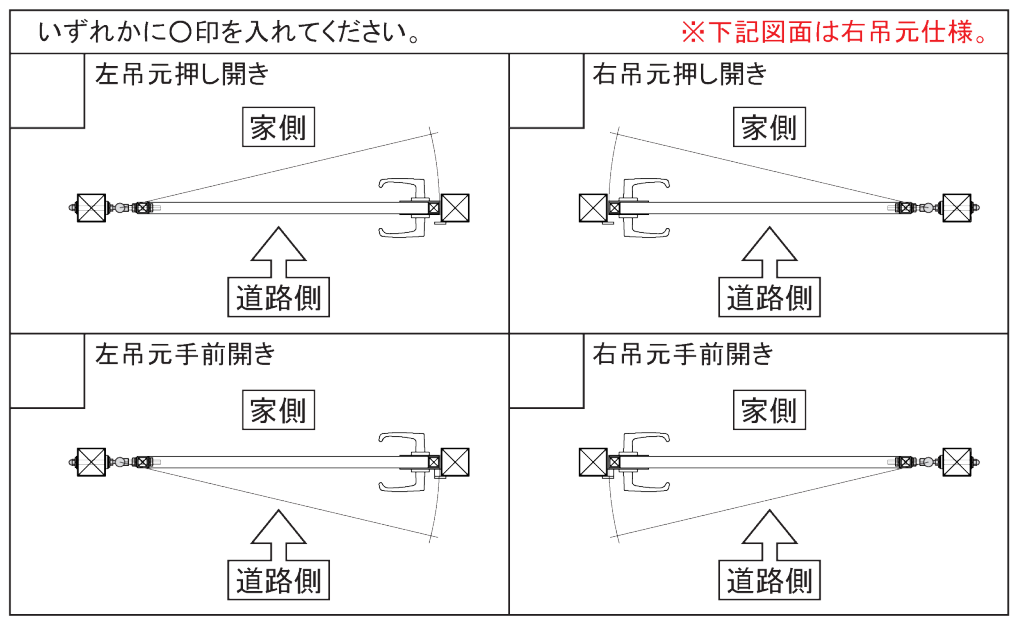 いずれかに〇印を入れてください。
※下記図面は右吊元仕様。
左吊元押し開き
家側
道路側
右吊元押し開き
家側
道路側
左吊元手前開き
家側
道路側
右吊元手前開き
家側
道路側